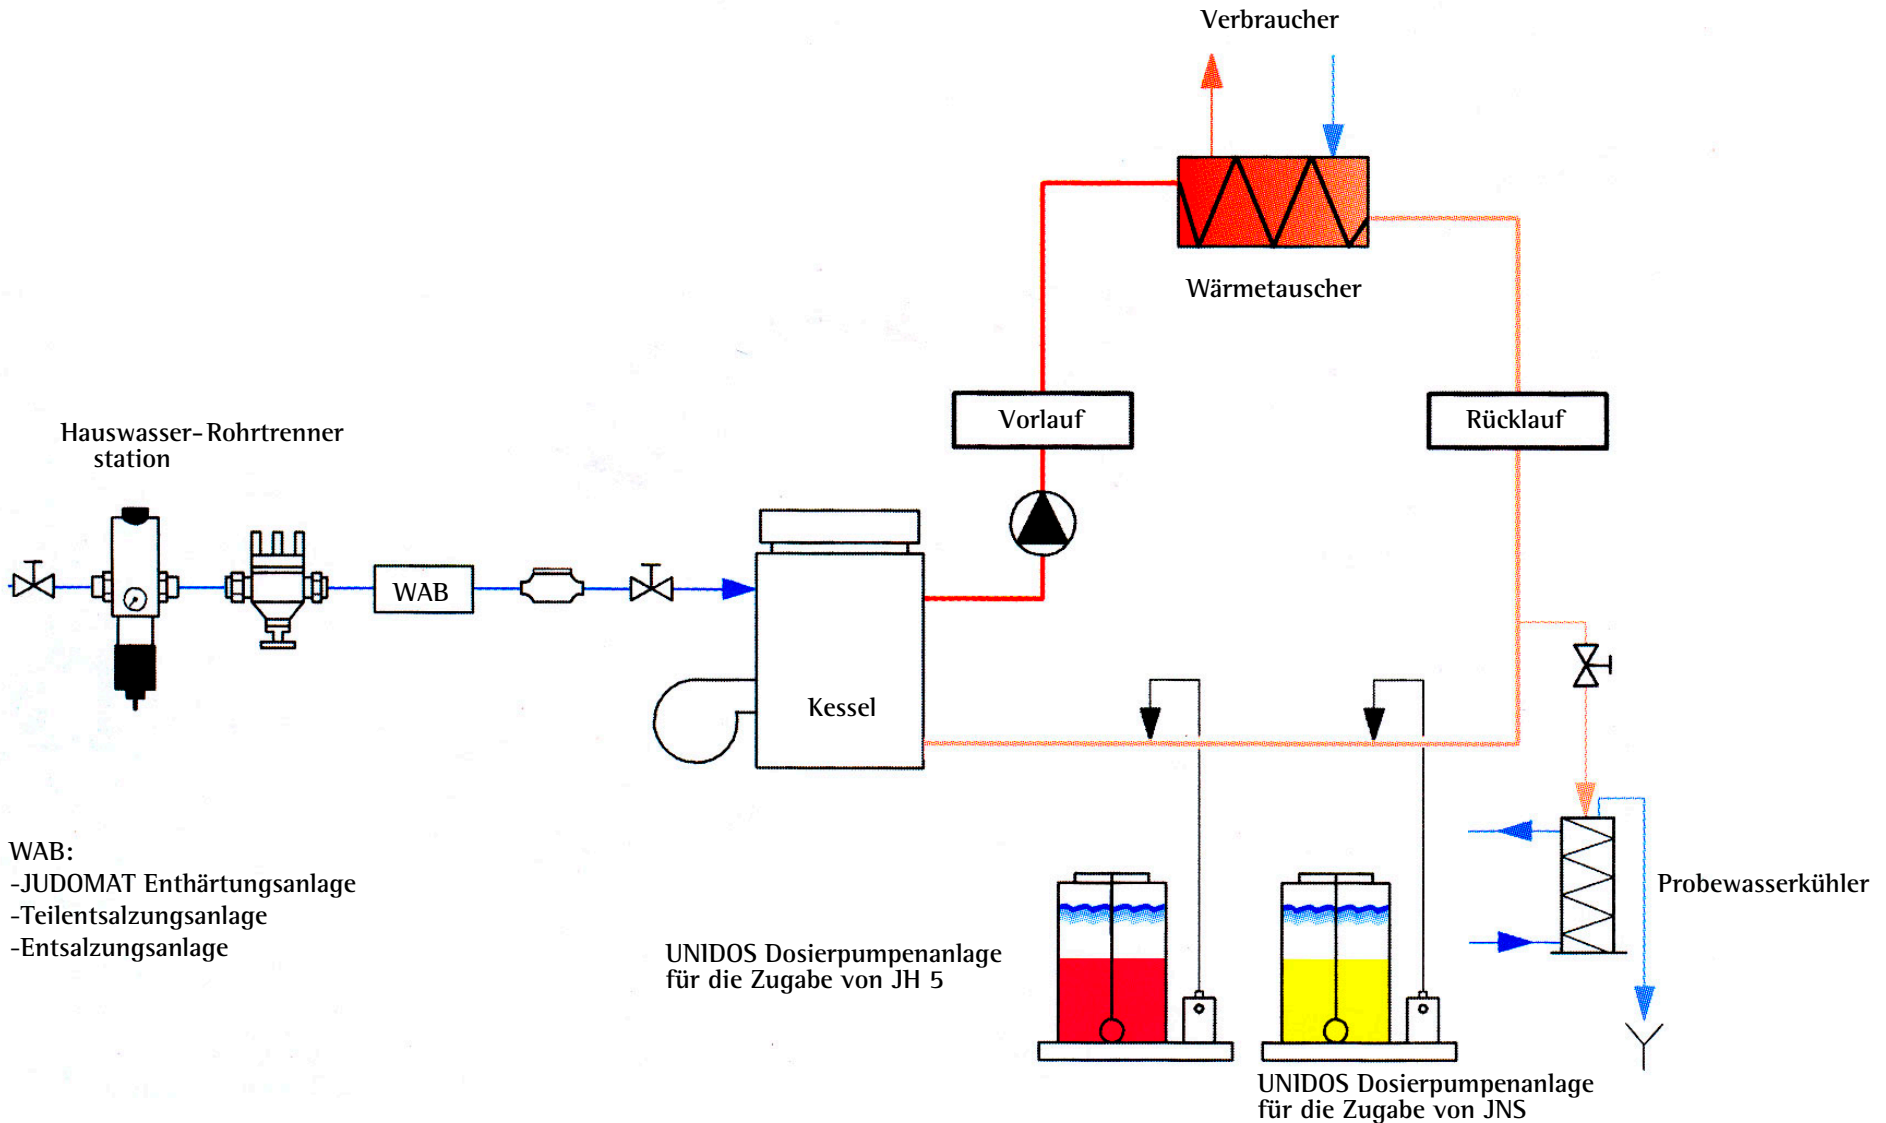 Verbraucher
Wärmetauscher
Vorlauf
Rücklauf
Hauswasser-Rohrtrenner
station
WAB
Kessel
WAB:
-JUDOMAT Enthärtungsanlage
-Teilentsalzungsanlage
-Entsalzungsanlage
Probewasserkühler
UNIDOS Dosierpumpenanlage
für die Zugabe von JH 5
UNIDOS Dosierpumpenanlage
für die Zugabe von JNS